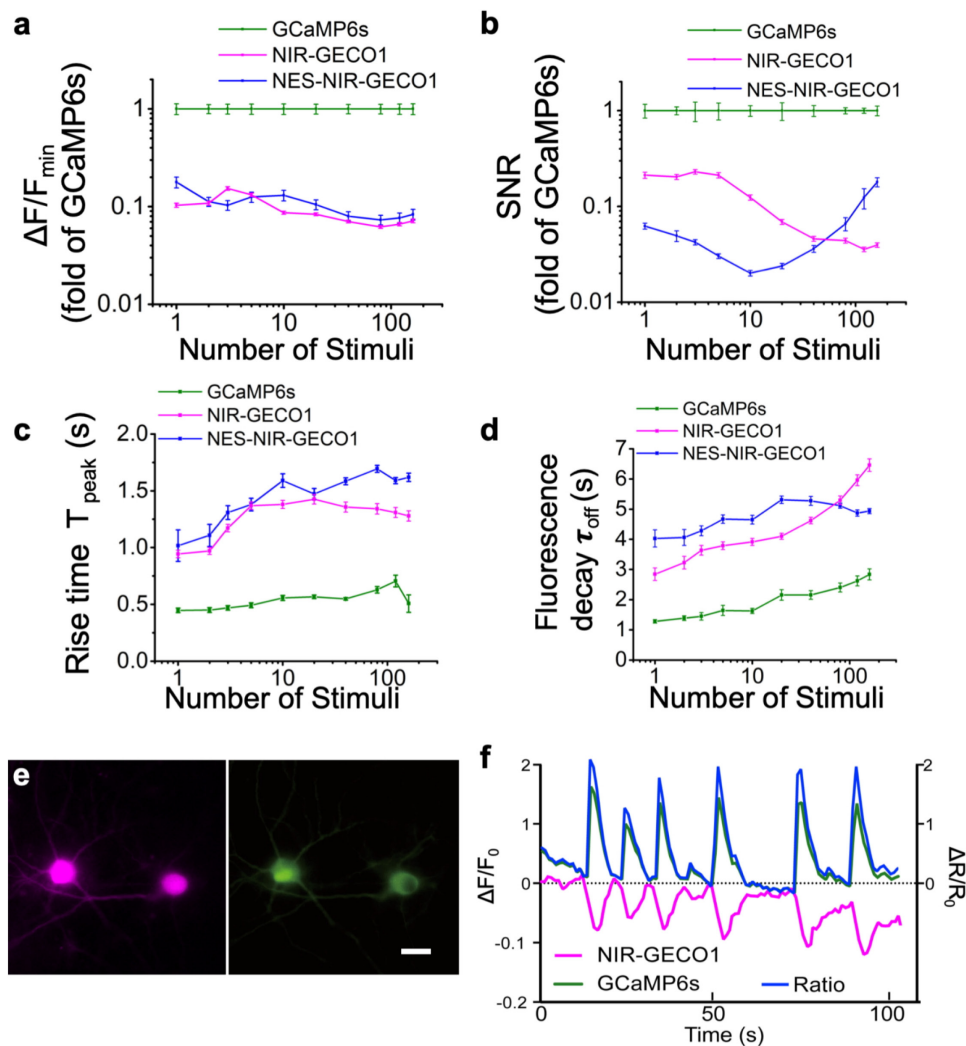 a
GCaMP6s
NIR-GECO1
NES-NIR-GECO1
ΔF/Fmin
(fold of GCaMP6s)
1
0.1
0.01
1 10 100
Number of Stimuli
b
GCaMP6s
NIR-GECO1
NES-NIR-GECO1
SNR
(fold of GCaMP6s)
1
0.1
0.01
1 10 100
Number of Stimuli
c
GCaMP6s
NIR-GECO1
NES-NIR-GECO1
Rise time Tpeak (s)
2.0
1.5
1.0
0.5
0.0
1 10 100
Number of Stimuli
d
GCaMP6s
NIR-GECO1
NES-NIR-GECO1
Fluorescence
decay τoff (s)
7
6
5
4
3
2
1
0
1 10 100
Number of Stimuli
e
f
ΔF/F0
2
1
0
-0.1
-0.2
2
1
0
ΔR/R0
NIR-GECO1
GCaMP6s Ratio
0 50 100
Time (s)